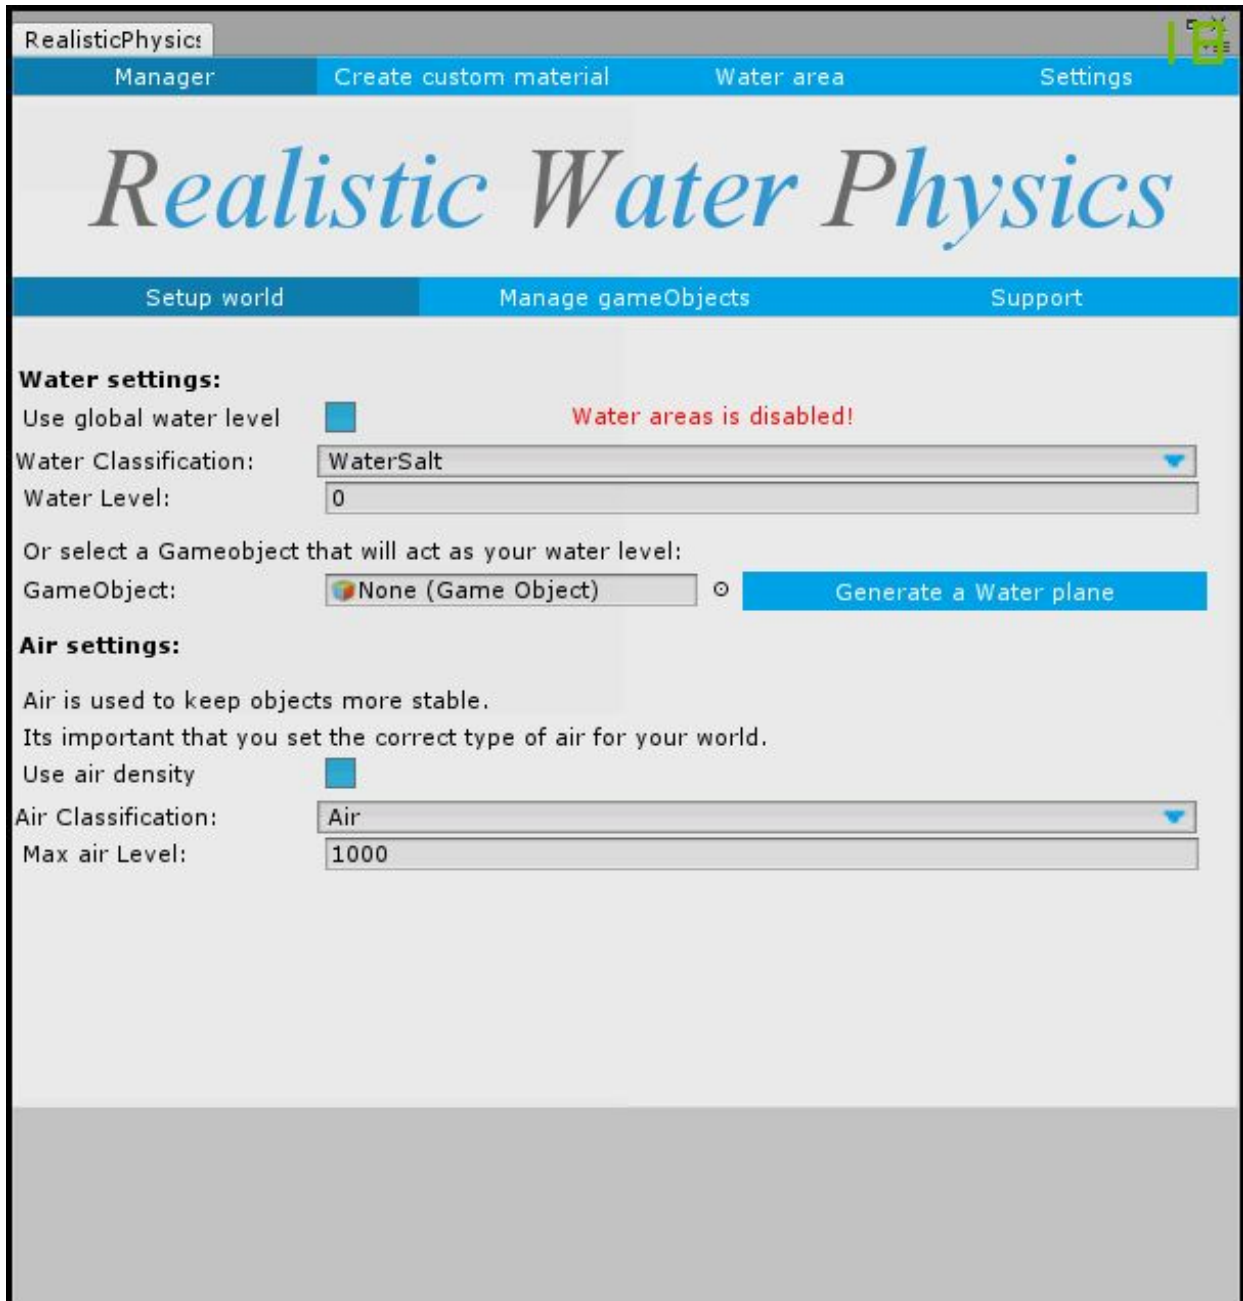 RealisticPhysics
18
Manager Create custom material Water area Settings
Realistic Water Physics
Setup world Manage gameObjects Support
Water settings:
Use global water level Water areas is disabled!
Water Classification: WaterSalt
Water Level: 0
Or select a Gameobject that will act as your water level:
GameObject: None (Game Object) Generate a Water plane
Air settings:
Air is used to keep objects more stable.
Its important that you set the correct type of air for your world.
Use air density
Air Classification: Air
Max air Level: 1000